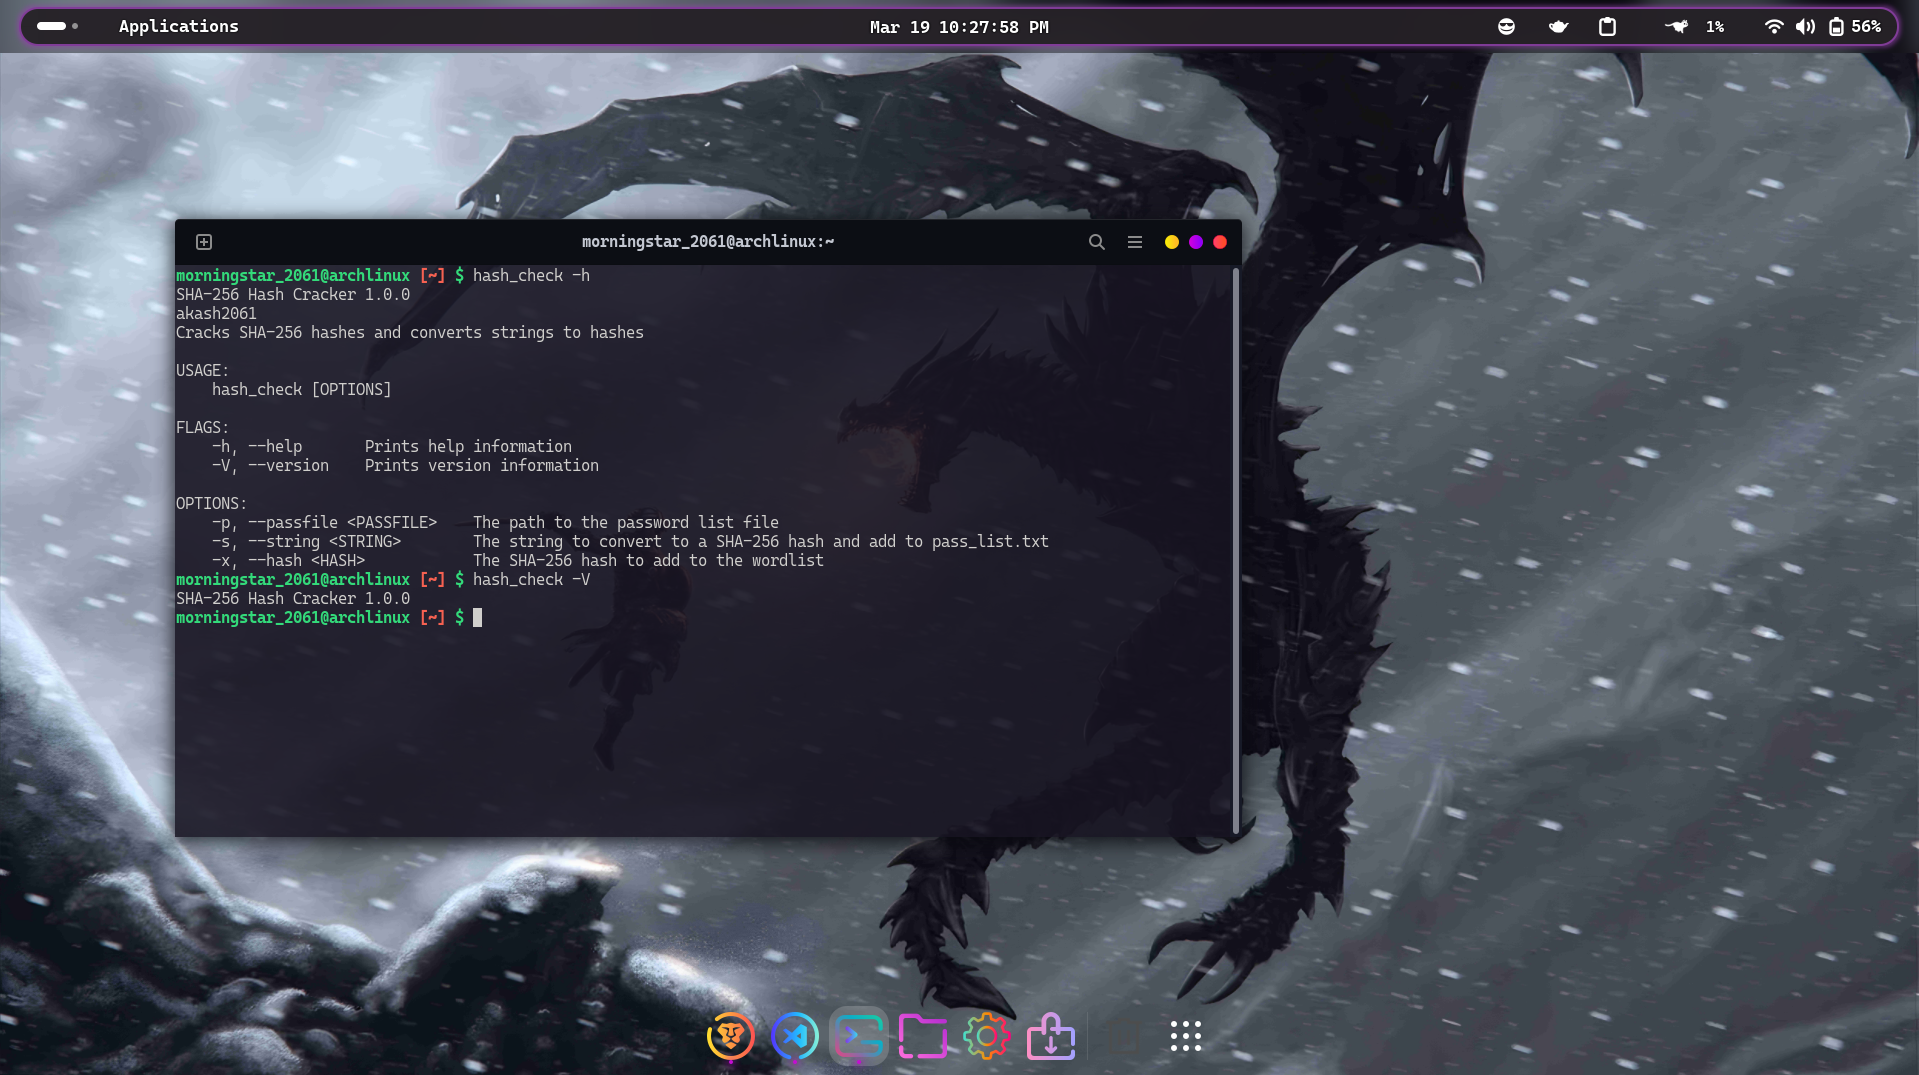 Applications
Mar 19 10:27:58 PM
1%
56%
morningstar_2061@archlinux:~
morningstar_2061@archlinux [~] $ hash_check -h
SHA-256 Hash Cracker 1.0.0
akash2061
Cracks SHA-256 hashes and converts strings to hashes
USAGE:
hash_check [OPTIONS]
FLAGS:
-h, --help Prints help information
-V, --version Prints version information
OPTIONS:
-p, --passfile <PASSFILE> The path to the password list file
-s, --string <STRING> The string to convert to a SHA-256 hash and add to pass_list.txt
-x, --hash <HASH> The SHA-256 hash to add to the wordlist
morningstar_2061@archlinux [~] $ hash_check -V
SHA-256 Hash Cracker 1.0.0
morningstar_2061@archlinux [~] $